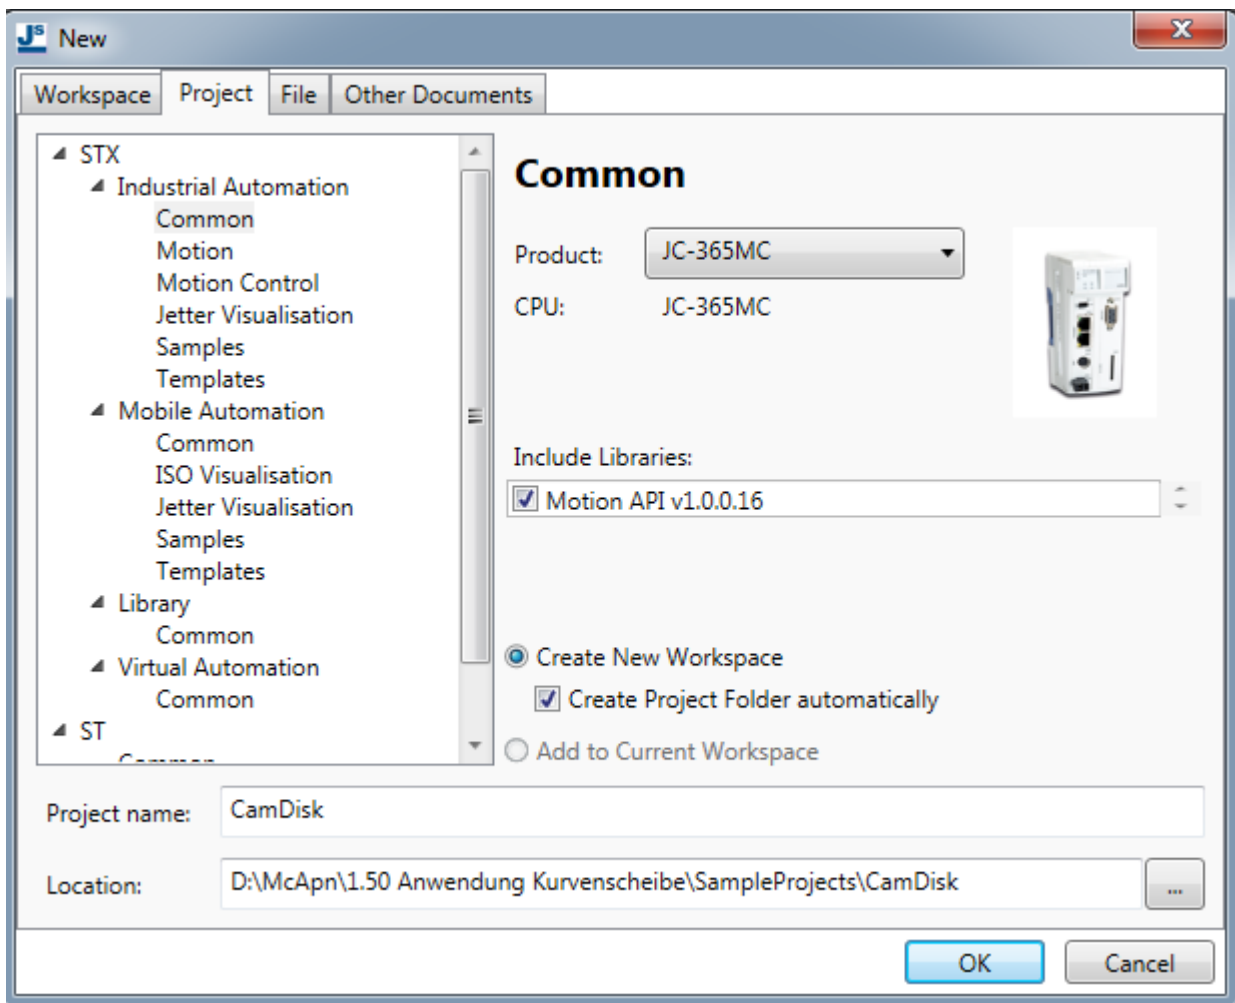 JS New
X
Workspace Project File Other Documents
STX
Industrial Automation
Common
Motion
Motion Control
Jetter Visualisation
Samples
Templates
Mobile Automation
Common
ISO Visualisation
Jetter Visualisation
Samples
Templates
Library
Common
Virtual Automation
Common
ST
Common
Common
Product: JC-365MC
CPU: JC-365MC
Include Libraries:
Motion API v1.0.0.16
Create New Workspace
Create Project Folder automatically
Add to Current Workspace
Project name: CamDisk
Location: D:\McApn\1.50 Anwendung Kurvenscheibe\SampleProjects\CamDisk ...
OK Cancel